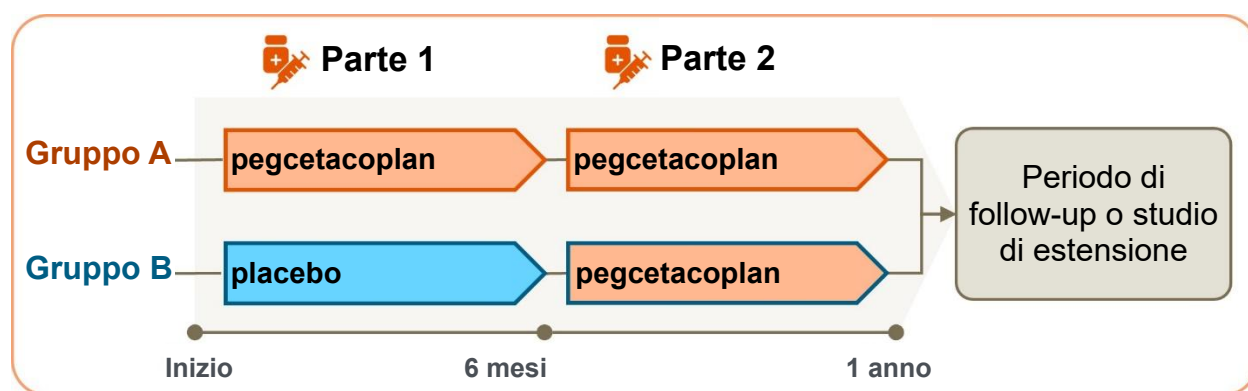 Parte 1
Parte 2
Gruppo A
pegcetacoplan
pegcetacoplan
Gruppo B
placebo
pegcetacoplan
Periodo di
follow-up o studio
di estensione
Inizio
6 mesi
1 anno